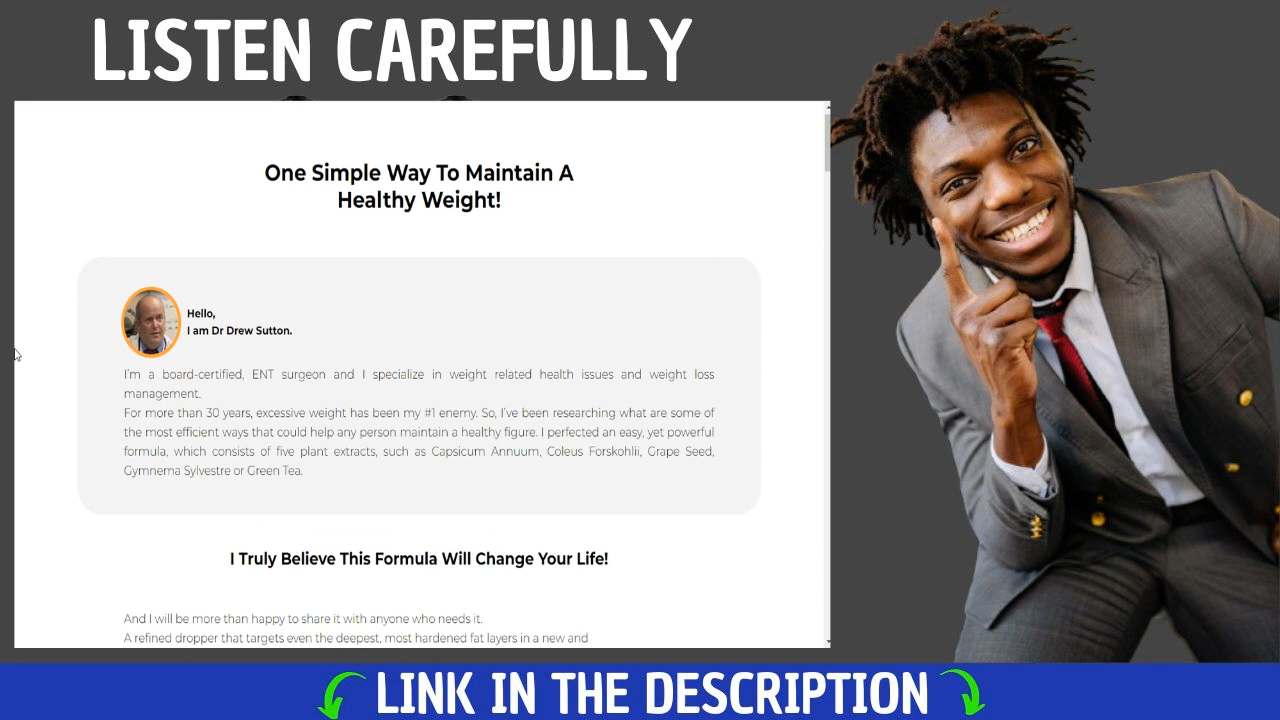 LISTEN CAREFULLY
One Simple Way To Maintain A
Healthy Weight!
Hello,
I am Dr Drew Sutton.
I'm a board-certified, ENT surgeon and I specialize in weight related health issues and weight loss
management.
For more than 30 years, excessive weight has been my #1 enemy. So, I've been researching what are some of
the most efficient ways that could help any person maintain a healthy figure. I perfected an easy, yet powerful
formula, which consists of five plant extracts, such as Capsicum Annuum, Coleus Forskohlii, Grape Seed,
Gymnema Sylvestre or Green Tea.
I Truly Believe This Formula Will Change Your Life!
And I will be more than happy to share it with anyone who needs it.
A refined dropper that targets even the deepest, most hardened fat layers in a new and
LINK IN THE DESCRIPTION